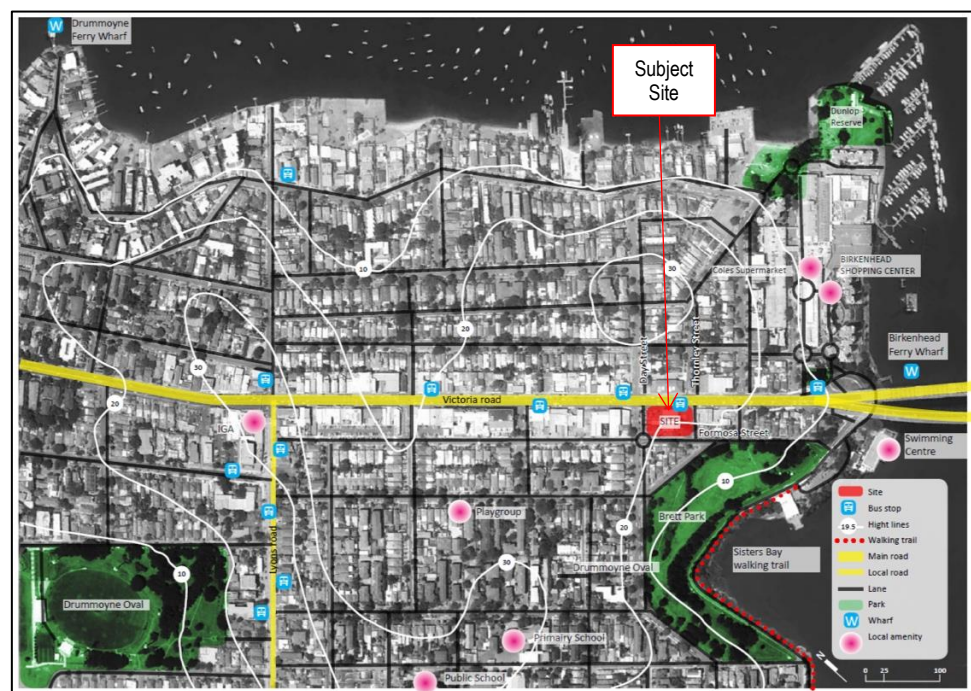 W
Drummoyne
Ferry Wharf
Subject
Site
Dunlop
Reserve
10
30
Coles Supermarket
BIRKENHEAD
SHOPPING CENTER
20
Birkenhead
Ferry Wharf
W
30
Day Street
Thornley Street
20
Victoria road
IGA
SITE
Formosa Street
Swimming
Centre
10
Brett Park
Playgroup
20
Sisters Bay
walking trail
Lyons road
10
30
Drummoyne Oval
Drummoyne Oval
Primairy School
Public School
Site
Bus stop
19.5
Hight lines
Walking trail
Main road
Local road
Lane
Park
W
Wharf
Local amenity
N
0
25
100